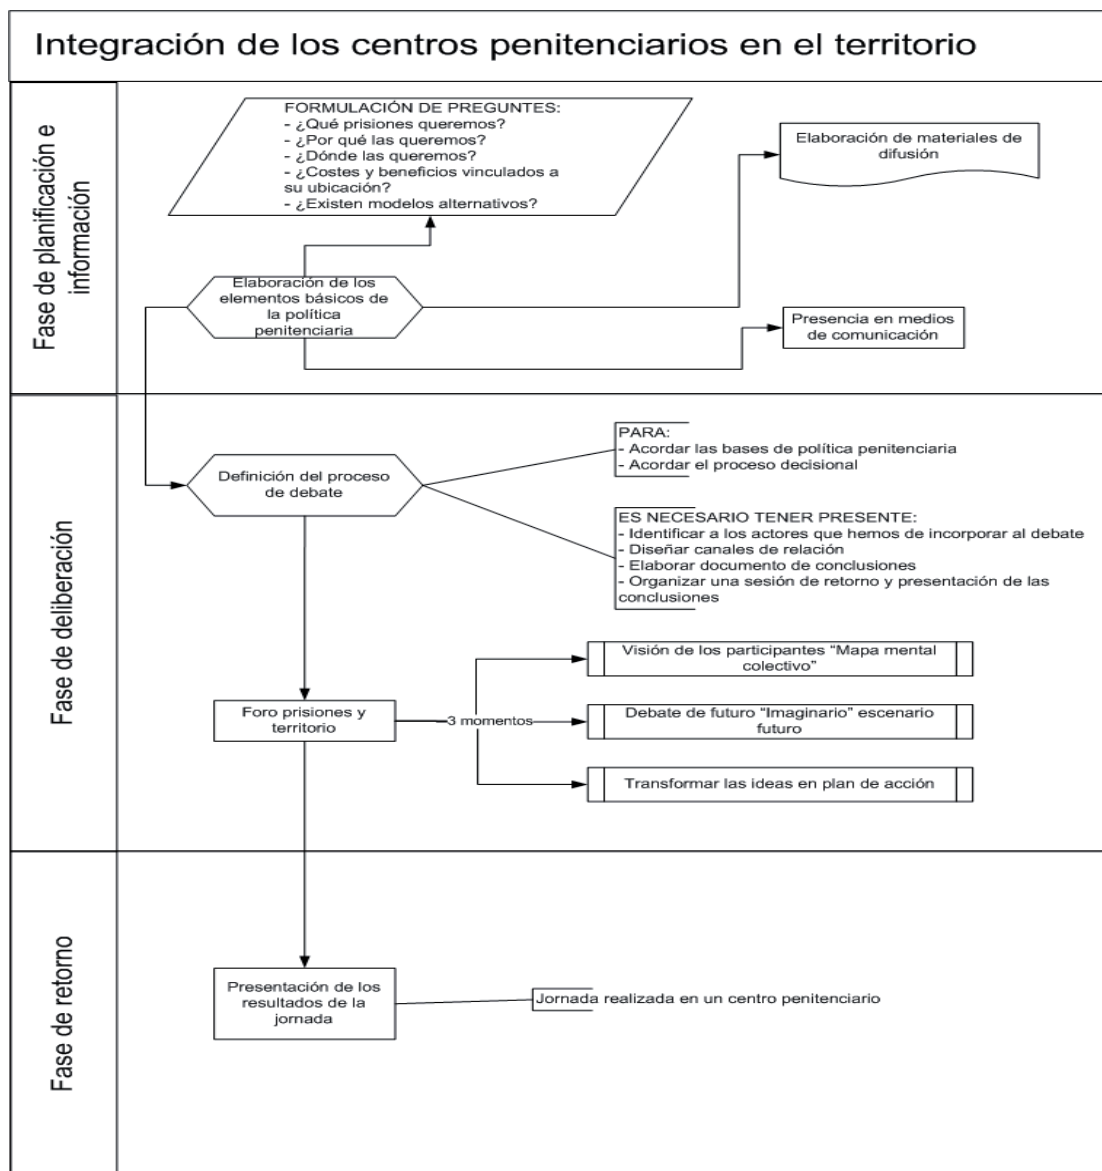 Integración de los centros penitenciarios en el territorio
Fase de planificación e
información
FORMULACIÓN DE PREGUNTES:
- ¿Qué prisiones queremos?
- ¿Por qué las queremos?
- ¿Dónde las queremos?
- ¿Costes y beneficios vinculados a
su ubicación?
- ¿Existen modelos alternativos?
Elaboración de materiales de
difusión
Elaboración de los
elementos básicos de
la política
penitenciaria
Presencia en medios
de comunicación
Fase de deliberación
Definición del proceso
de debate
PARA:
- Acordar las bases de política penitenciaria
- Acordar el proceso decisional
ES NECESARIO TENER PRESENTE:
- Identificar a los actores que hemos de incorporar al debate
- Diseñar canales de relación
- Elaborar documento de conclusiones
- Organizar una sesión de retorno y presentación de las
conclusiones
Foro prisiones y
territorio
3 momentos
Visión de los participantes “Mapa mental
colectivo”
Debate de futuro “Imaginario” escenario
futuro
Transformar las ideas en plan de acción
Fase de retorno
Presentación de los
resultados de la
jornada
Jornada realizada en un centro penitenciario